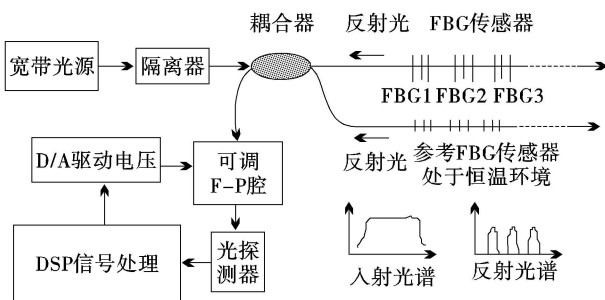 耦合器
反射光 FBG传感器
宽带光源
隔离器
FBG1 FBG2 FBG3
D/A驱动电压
可调
F-P腔
反射光
参考FBG传感器
处于恒温环境
DSP信号处理
光探
测器
入射光谱
反射光谱